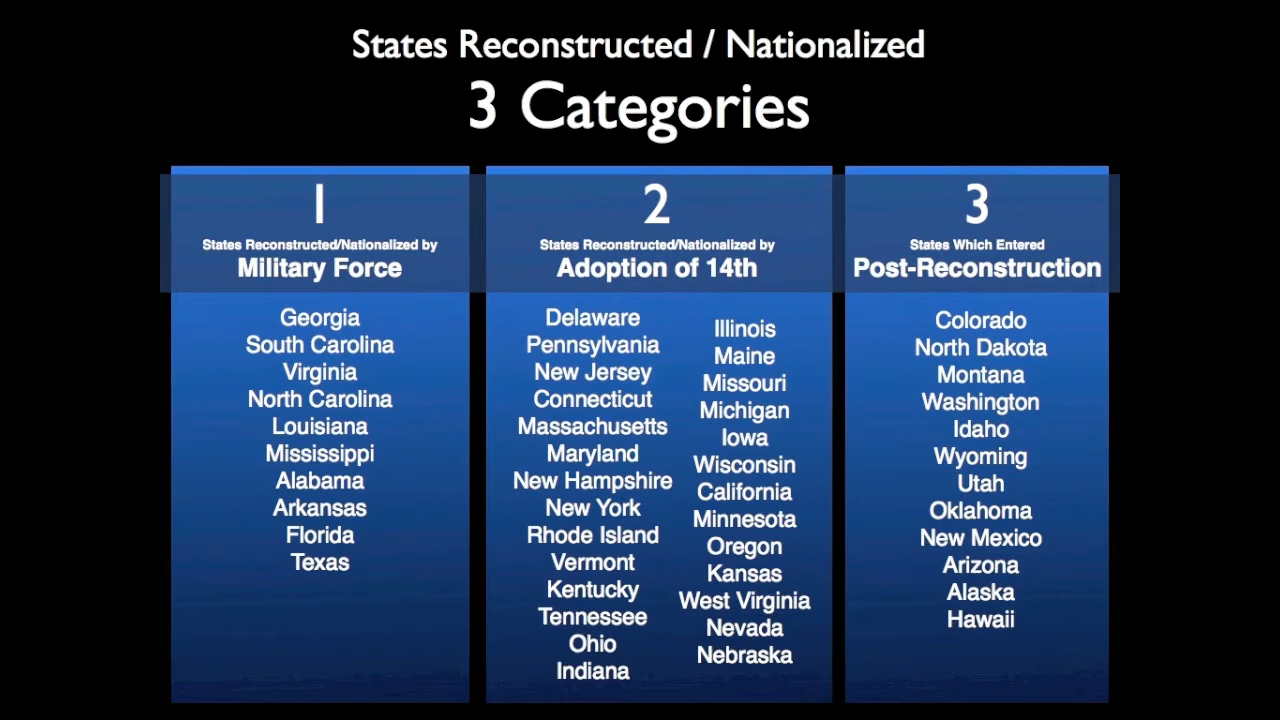 States Reconstructed / Nationalized
3 Categories
1
States Reconstructed/Nationalized by
Military Force
Georgia
South Carolina
Virginia
North Carolina
Louisiana
Mississippi
Alabama
Arkansas
Florida
Texas
2
States Reconstructed/Nationalized by
Adoption of 14th
Delaware
Pennsylvania
New Jersey
Connecticut
Massachusetts
Maryland
New Hampshire
New York
Rhode Island
Vermont
Kentucky
Tennessee
Ohio
Indiana
Illinois
Maine
Missouri
Michigan
Iowa
Wisconsin
California
Minnesota
Oregon
Kansas
West Virginia
Nevada
Nebraska
3
States Which Entered
Post-Reconstruction
Colorado
North Dakota
Montana
Washington
Idaho
Wyoming
Utah
Oklahoma
New Mexico
Arizona
Alaska
Hawaii